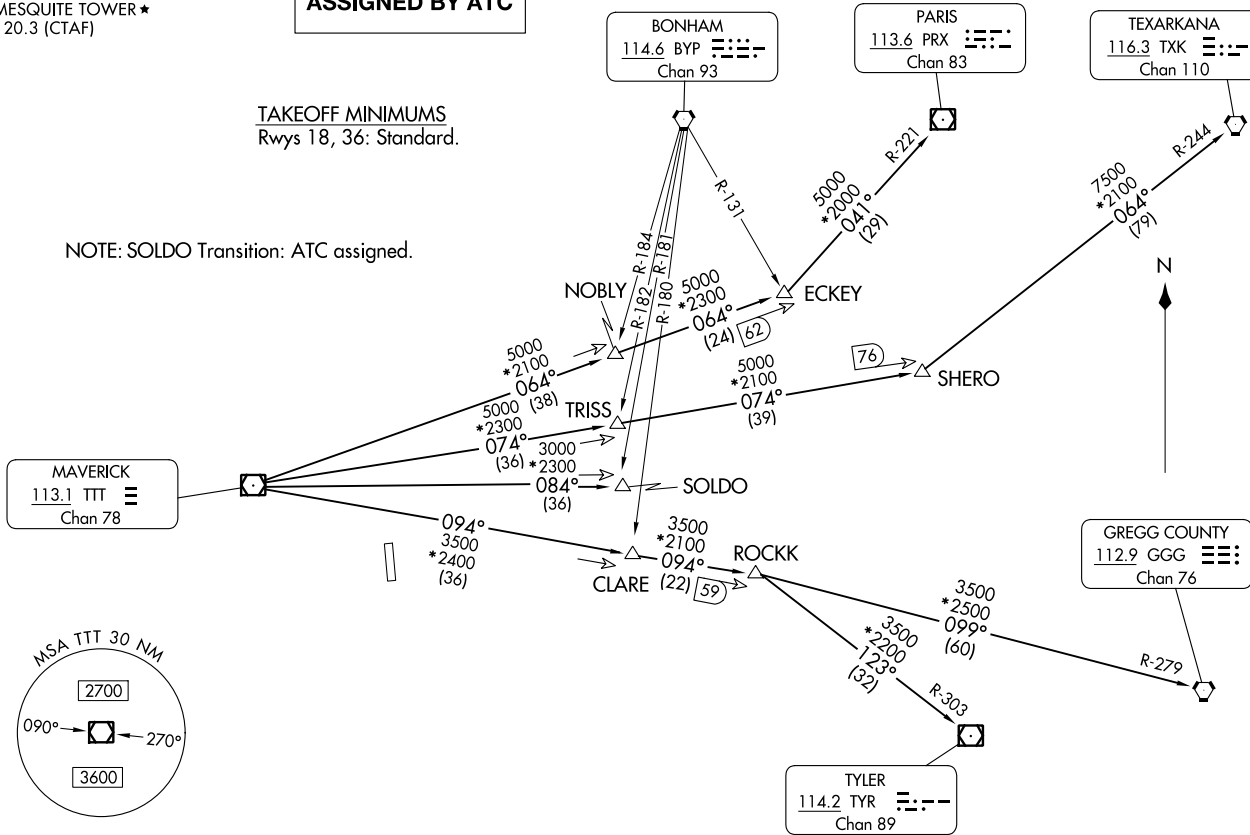 MESQUITE TOWER★
20.3 (CTAF)
ASSIGNED BY ATC
BONHAM
114.6 BYP
Chan 93
PARIS
113.6 PRX
Chan 83
TEXARKANA
116.3 TXK
Chan 110
TAKEOFF MINIMUMS
Rwys 18, 36: Standard.
NOTE: SOLDO Transition: ATC assigned.
R-221
R-244
R-131
R-184
R-181
R-182
R-180
5000
*2000
041°
(29)
7500
*2100
064°
(79)
N
NOBLY
ECKEY
5000
*2300
064°
(24)
62
5000
*2100
064°
(38)
76
SHERO
5000
*2100
074°
(39)
TRISS
5000
*2300
074°
(36)
3000
*2300
084°
(36)
SOLDO
MAVERICK
113.1 TTT
Chan 78
094°
3500
*2400
(36)
CLARE
3500
*2100
094°
(22)
59
ROCKK
GREGG COUNTY
112.9 GGG
Chan 76
3500
*2500
099°
(60)
R-279
3500
*2200
123°
(32)
R-303
MSA TTT 30 NM
2700
090°
270°
3600
TYLER
114.2 TYR
Chan 89